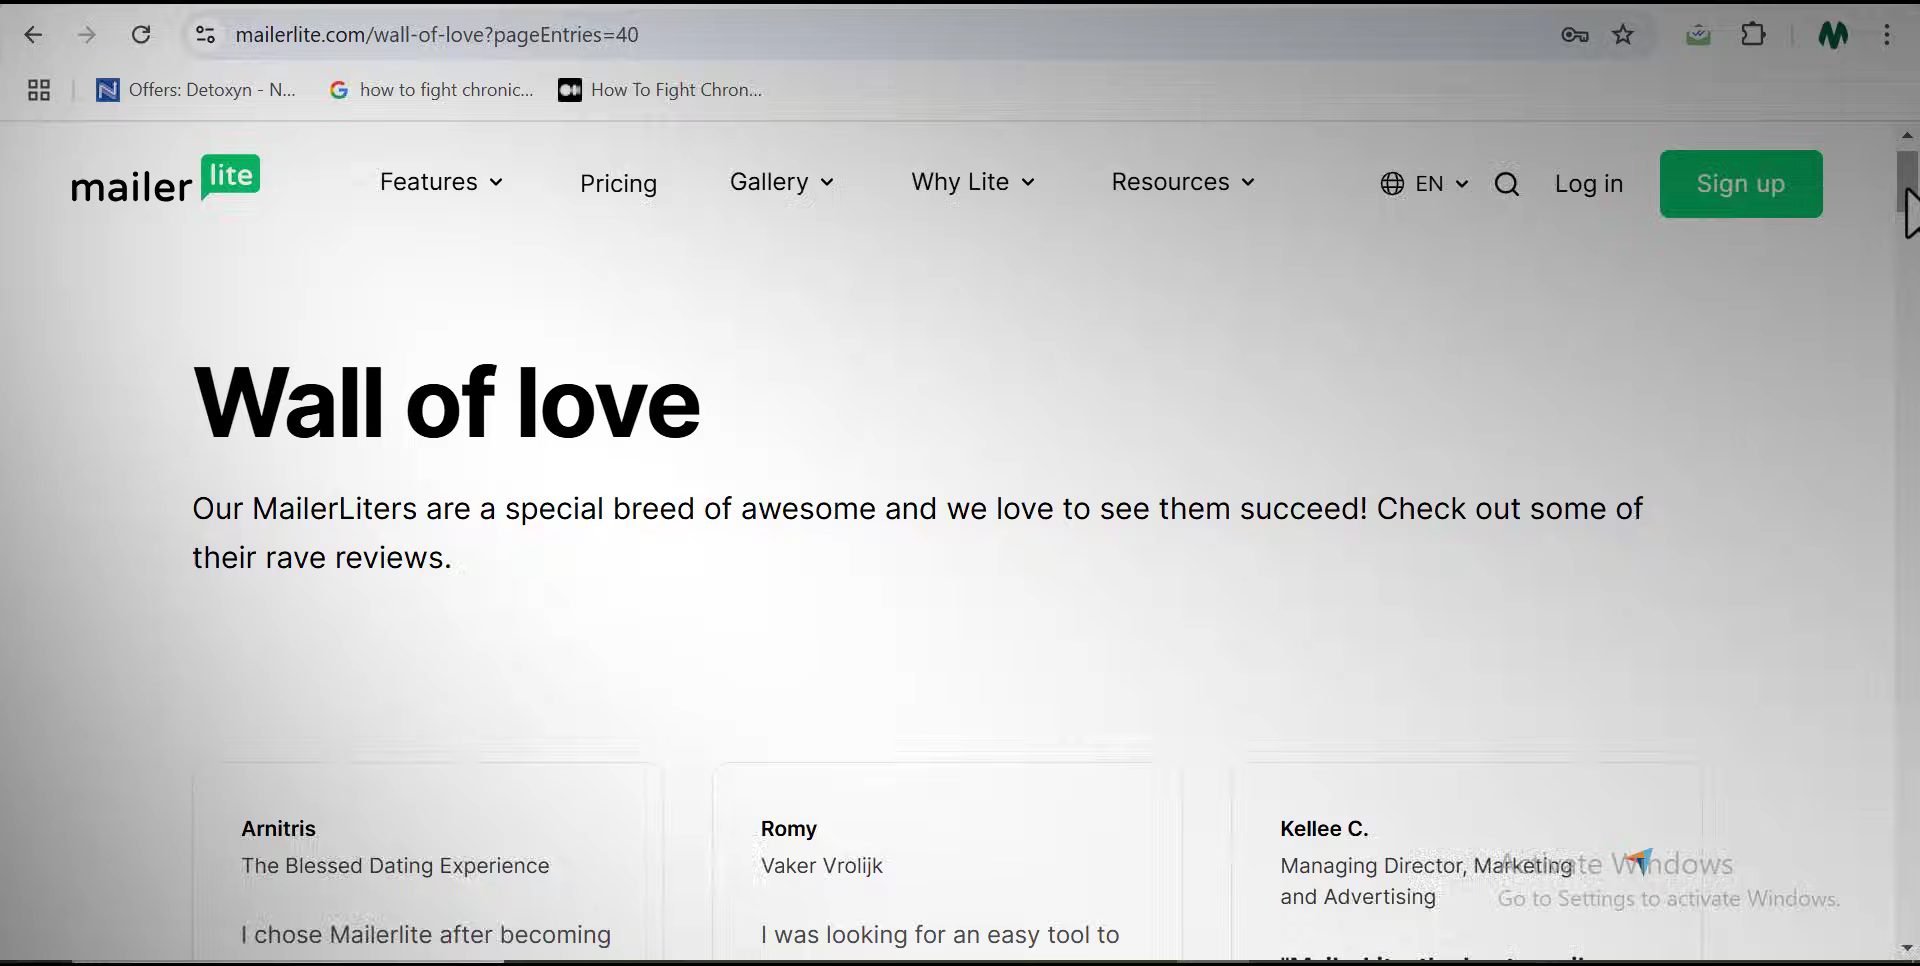 mailerlite.com/wall-of-love?pageEntries=40
Offers: Detoxyn - N... how to fight chronic... How To Fight Chron...
mailer lite Features Pricing Gallery Why Lite Resources EN Log in Sign up
Wall of love
Our MailerLiters are a special breed of awesome and we love to see them succeed! Check out some of
their rave reviews.
Arnitris
The Blessed Dating Experience
I chose Mailerlite after becoming
Romy
Vaker Vrolijk
I was looking for an easy tool to
Kellee C.
Managing Director, Marketing
and Advertising
Activate Windows
Go to Settings to activate Windows.